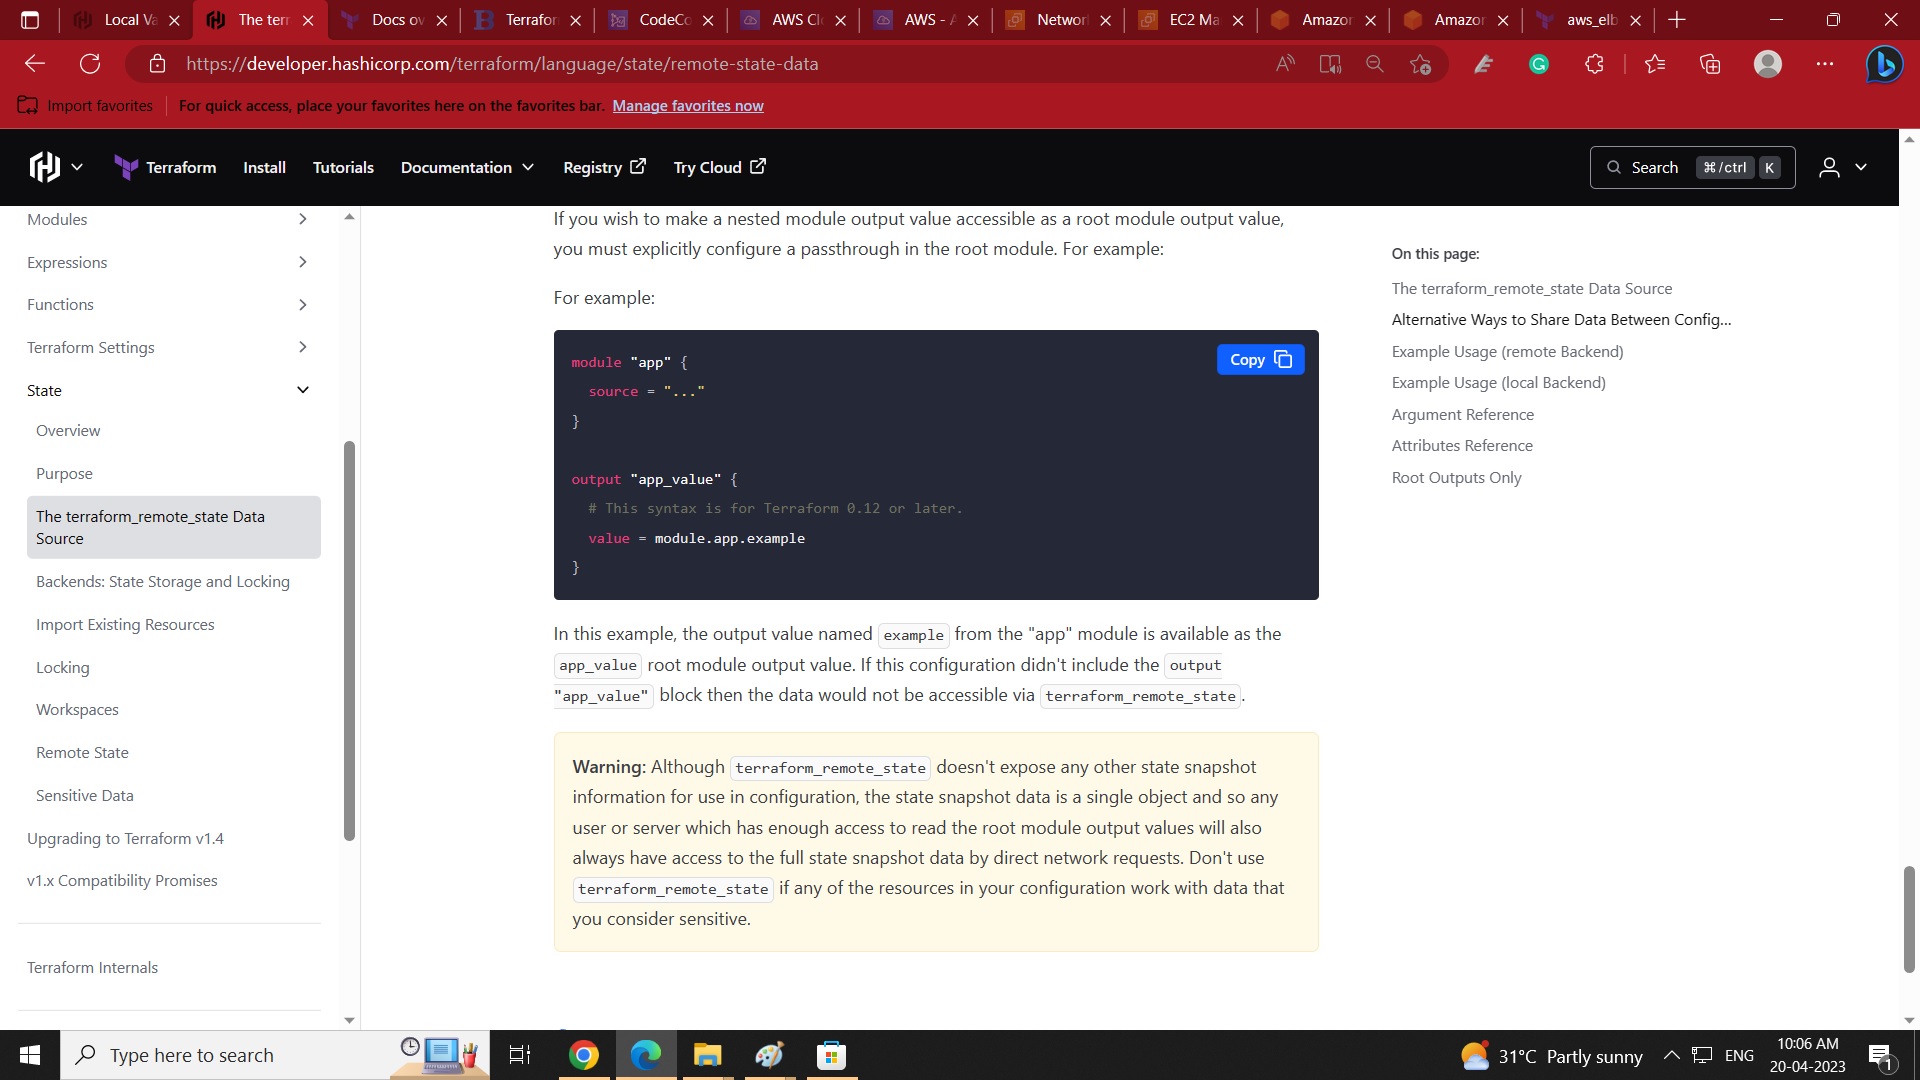 Local Va
The terr
Docs ov
Terrafor
CodeCo
AWS Cl
AWS - A
Networ
EC2 Ma
Amazor
Amazor
aws_elb
https://developer.hashicorp.com/terraform/language/state/remote-state-data
Import favorites
For quick access, place your favorites here on the favorites bar. Manage favorites now
Terraform
Install
Tutorials
Documentation
Registry
Try Cloud
Search
⌘/ctrl
K
Modules
Expressions
Functions
Terraform Settings
State
Overview
Purpose
The terraform_remote_state Data
Source
Backends: State Storage and Locking
Import Existing Resources
Locking
Workspaces
Remote State
Sensitive Data
Upgrading to Terraform v1.4
v1.x Compatibility Promises
Terraform Internals
If you wish to make a nested module output value accessible as a root module output value,
you must explicitly configure a passthrough in the root module. For example:
For example:
Copy
module "app" {
source = "..."
}
output "app_value" {
# This syntax is for Terraform 0.12 or later.
value = module.app.example
}
In this example, the output value named example from the "app" module is available as the
app_value root module output value. If this configuration didn't include the output
"app_value" block then the data would not be accessible via terraform_remote_state.
Warning: Although terraform_remote_state doesn't expose any other state snapshot
information for use in configuration, the state snapshot data is a single object and so any
user or server which has enough access to read the root module output values will also
always have access to the full state snapshot data by direct network requests. Don't use
terraform_remote_state if any of the resources in your configuration work with data that
you consider sensitive.
On this page:
The terraform_remote_state Data Source
Alternative Ways to Share Data Between Config...
Example Usage (remote Backend)
Example Usage (local Backend)
Argument Reference
Attributes Reference
Root Outputs Only
Type here to search
31°C Partly sunny
ENG
10:06 AM
20-04-2023
1